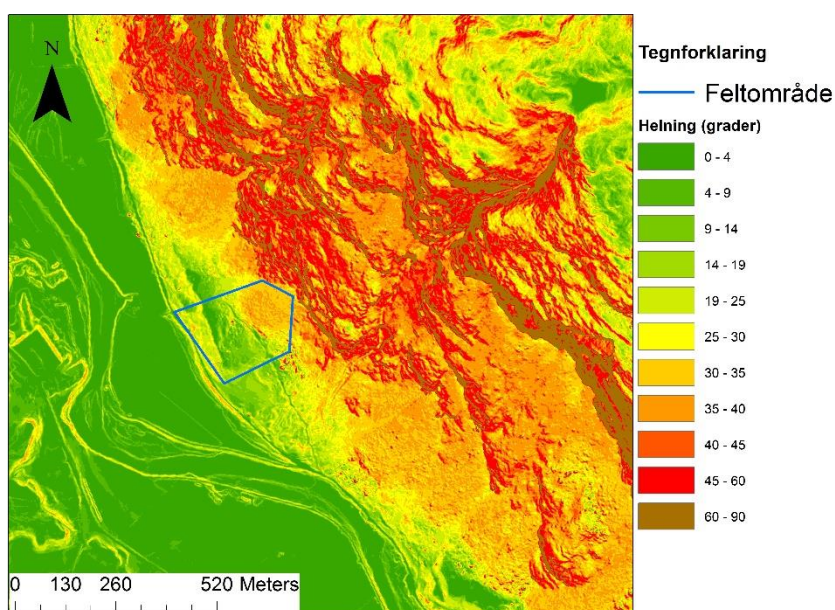 N
Tegnforklaring
Feltområde
Helning (grader)
0 - 4
4 - 9
9 - 14
14 - 19
19 - 25
25 - 30
30 - 35
35 - 40
40 - 45
45 - 60
60 - 90
0 130 260 520 Meters